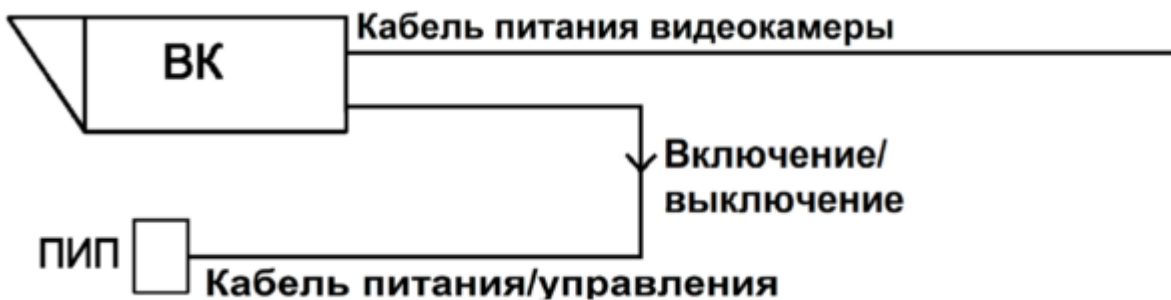 Кабель питания видеокамеры
ВК
Включение/
выключение
ПИП
Кабель питания/управления